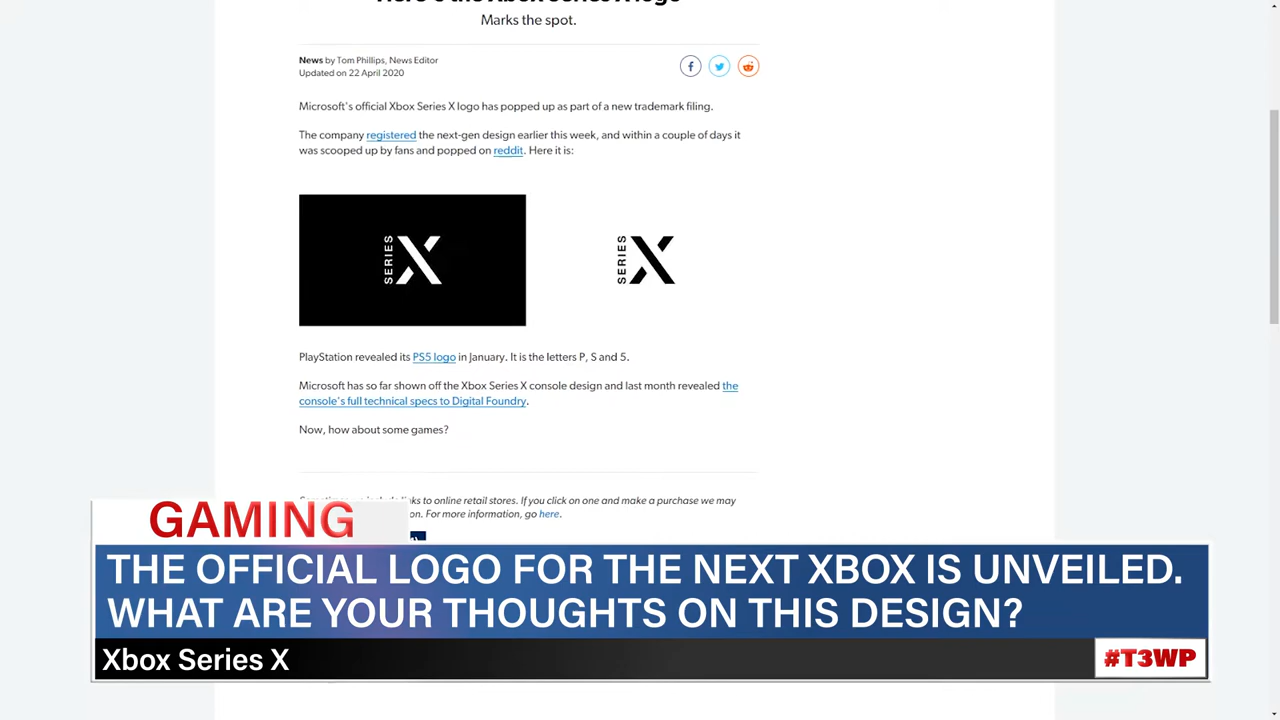 Here's the Xbox Series X logo
Marks the spot.
News by Tom Phillips, News Editor
Updated on 22 April 2020
Microsoft's official Xbox Series X logo has popped up as part of a new trademark filing.
The company registered the next-gen design earlier this week, and within a couple of days it
was scooped up by fans and popped on reddit. Here it is:
SERIES X
SERIES X
PlayStation revealed its PS5 logo in January. It is the letters P, S and 5.
Microsoft has so far shown off the Xbox Series X console design and last month revealed the
console's full technical specs to Digital Foundry.
Now, how about some games?
links to online retail stores. If you click on one and make a purchase we may
For more information, go here.
GAMING
THE OFFICIAL LOGO FOR THE NEXT XBOX IS UNVEILED.
WHAT ARE YOUR THOUGHTS ON THIS DESIGN?
Xbox Series X
#T3WP